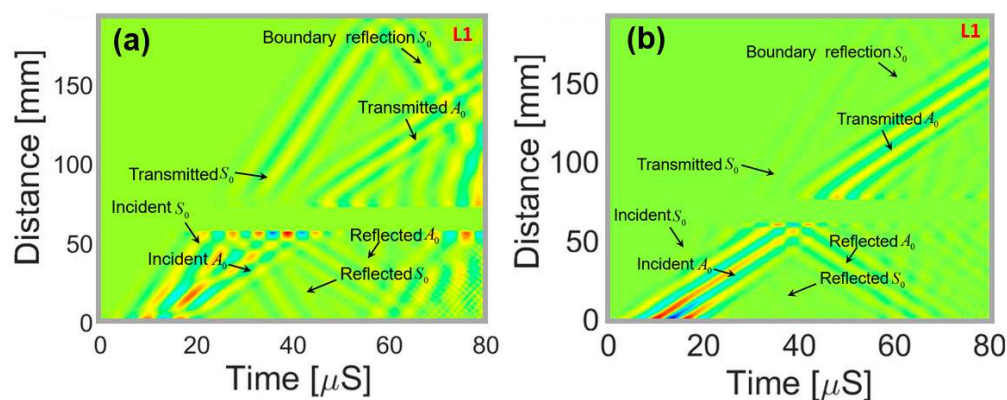 (a)
L1
Boundary reflection S₀
Transmitted A₀
Transmitted S₀
Incident S₀
Incident A₀
Reflected A₀
Reflected S₀
150
100
50
0
Distance [mm]
0 20 40 60 80
Time [μS]
(b)
L1
Boundary reflection S₀
Transmitted A₀
Transmitted S₀
Incident S₀
Incident A₀
Reflected A₀
Reflected S₀
150
100
50
0
Distance [mm]
0 20 40 60 80
Time [μS]